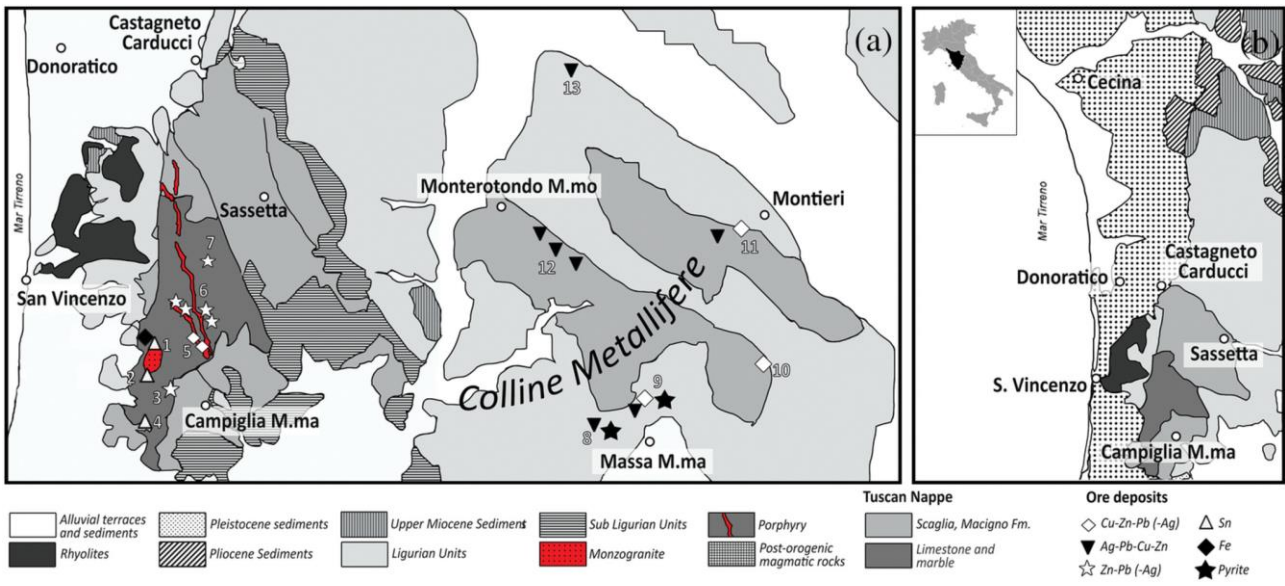 Castagneto
Carducci
Donoratico
(a)
13
Mar Tirreno
Monterotondo M.mo
Montieri
Sassetta
7
11
12
San Vincenzo
6
Colline Metallifere
1
5
2
10
3
9
4
Campiglia M.ma
8
Massa M.ma
(b)
Cecina
Mar Tirreno
Donoratico
Castagneto
Carducci
Sassetta
S. Vincenzo
Campiglia M.ma
Alluvial terraces
and sediments
Pleistocene sediments
Upper Miocene Sediments
Sub Ligurian Units
Porphyry
Tuscan Nappe
Scaglia, Macigno Fm.
Ore deposits
Cu-Zn-Pb (-Ag)
Sn
Rhyolites
Pliocene Sediments
Ligurian Units
Monzogranite
Post-orogenic
magmatic rocks
Limestone and
marble
Ag-Pb-Cu-Zn
Fe
Zn-Pb (-Ag)
Pyrite